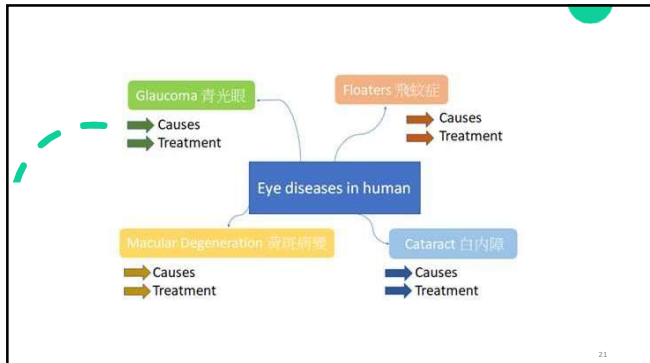 Glaucoma 青光眼
Causes
Treatment
Floaters 飛蚊症
Causes
Treatment
Eye diseases in human
Macular Degeneration 黃斑病變
Causes
Treatment
Cataract 白內障
Causes
Treatment
21